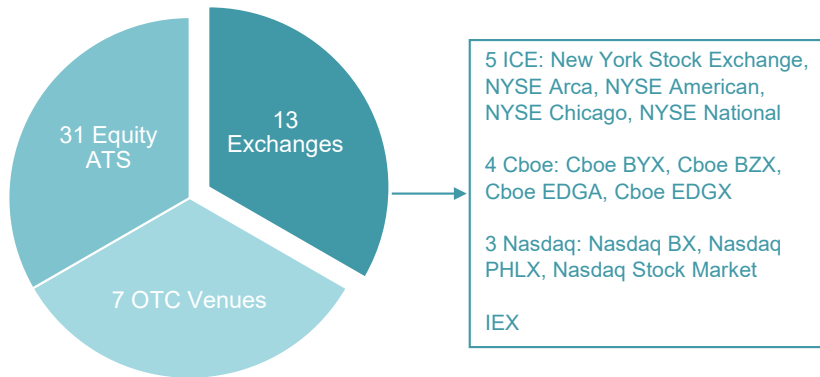 31 Equity
ATS
13
Exchanges
7 OTC Venues
5 ICE: New York Stock Exchange,
NYSE Arca, NYSE American,
NYSE Chicago, NYSE National
4 Cboe: Cboe BYX, Cboe BZX,
Cboe EDGA, Cboe EDGX
3 Nasdaq: Nasdaq BX, Nasdaq
PHLX, Nasdaq Stock Market
IEX